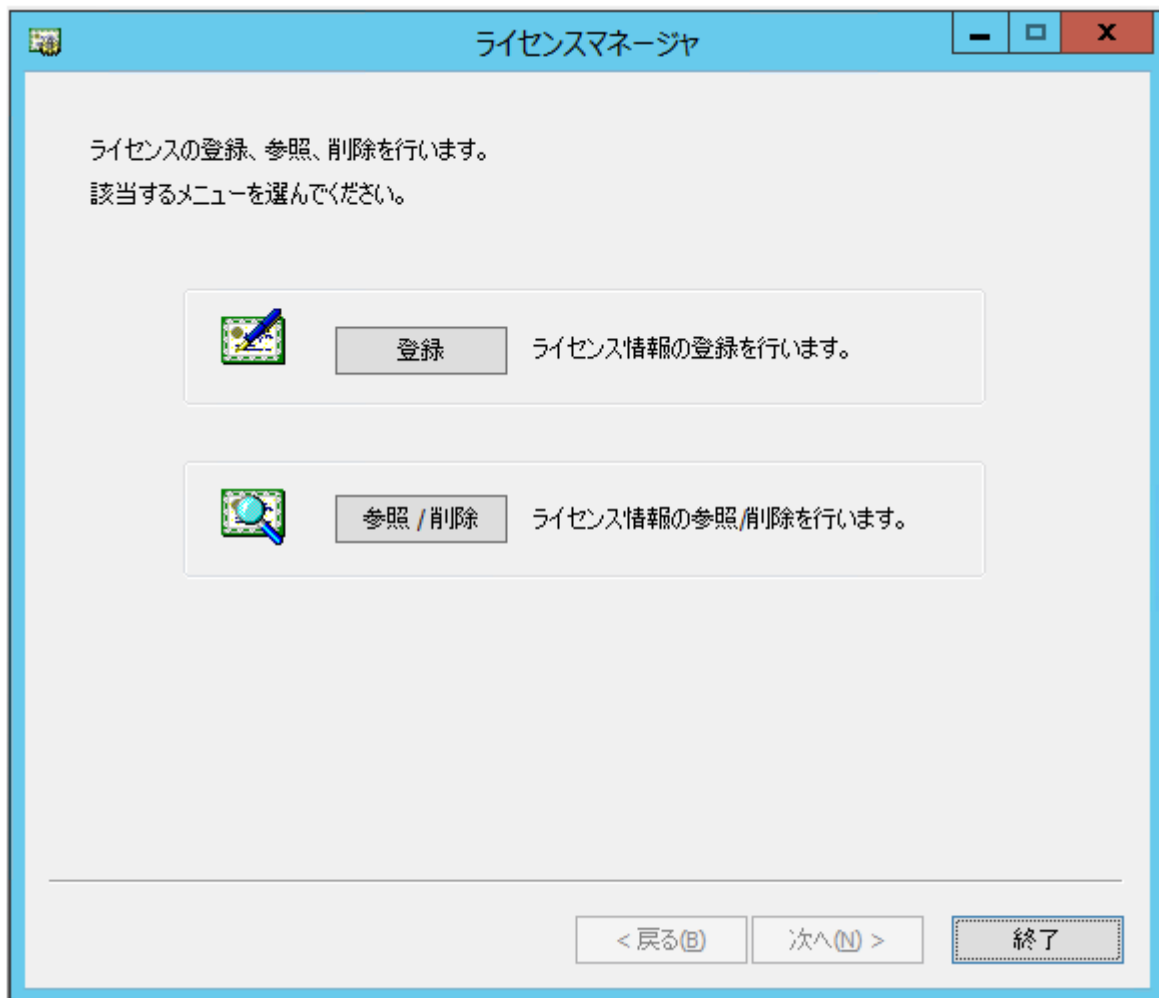 ライセンスマネージャ
ライセンスの登録、参照、削除を行います。
該当するメニューを選んでください。
登録 ライセンス情報の登録を行います。
参照 / 削除 ライセンス情報の参照/削除を行います。
< 戻る(B) 次へ(N) > 終了